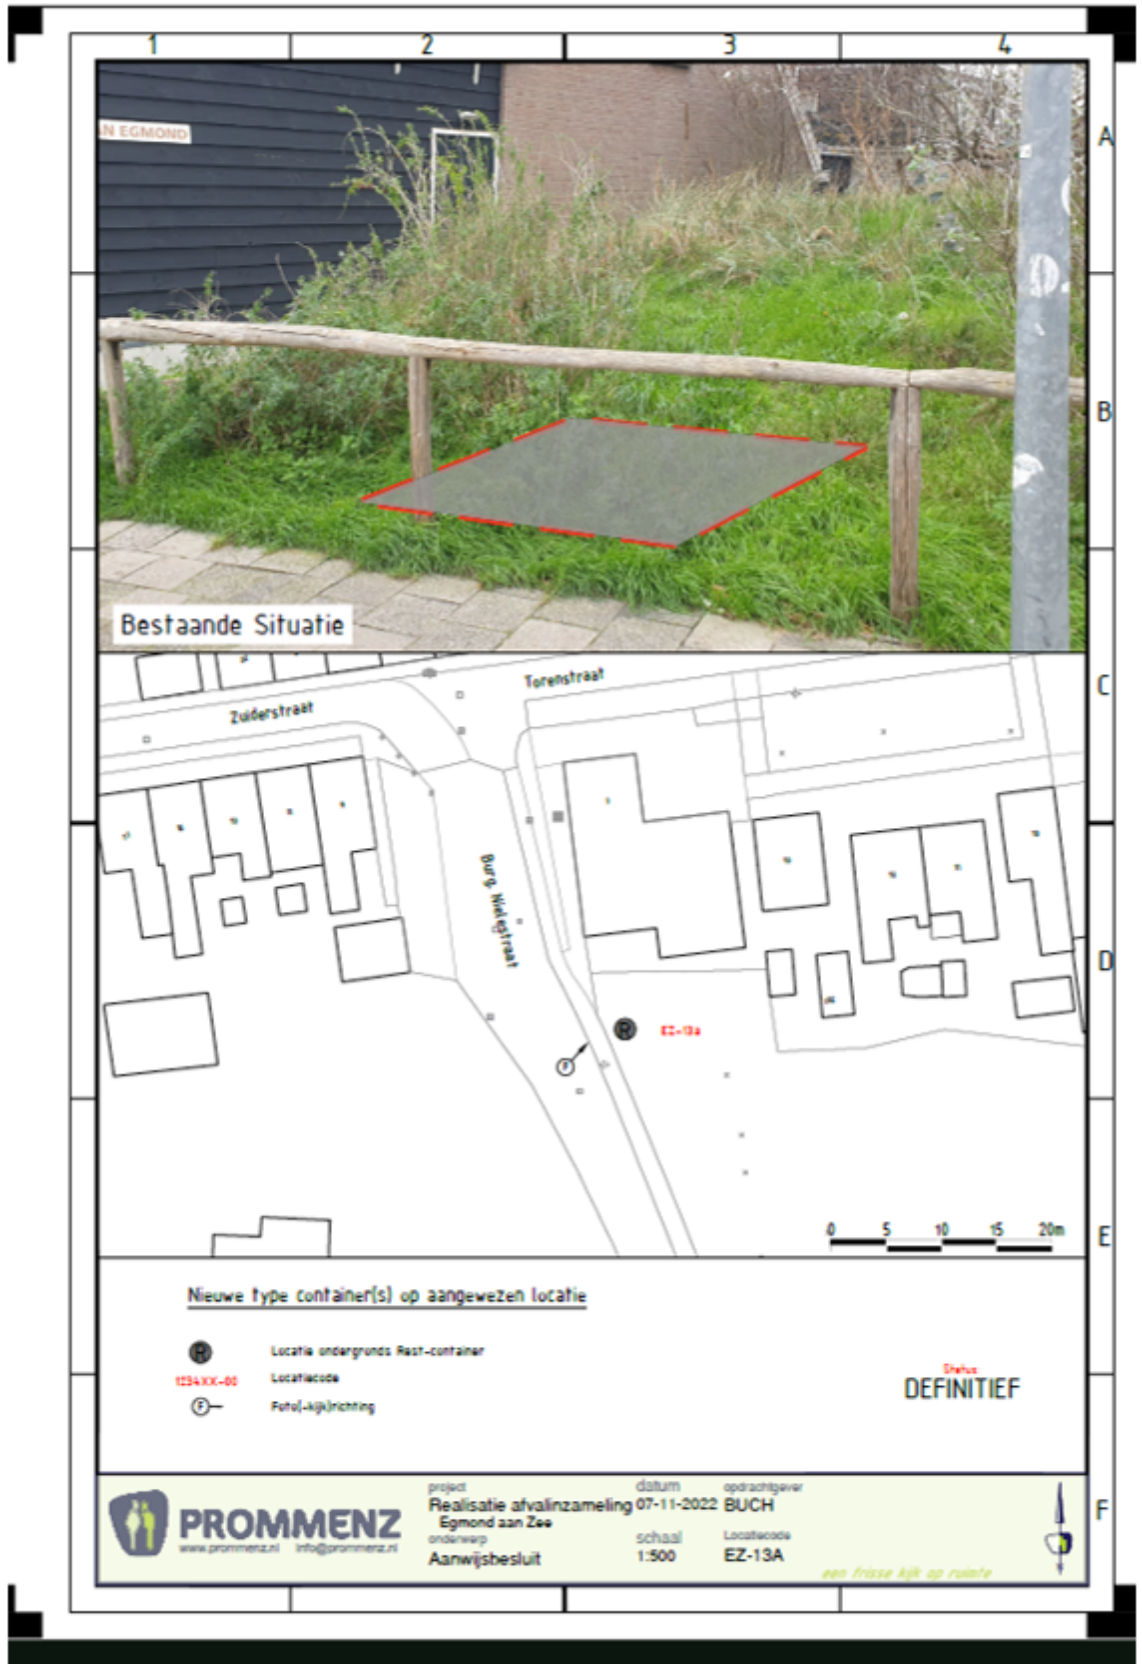 1 2 3 4
AN EGMOND
A
B
Bestaande Situatie
C
Torenstraat
Zuiderstraat
Burg. Nielesstraat
D
R
EZ-13a
F
0 5 10 15 20m
E
Nieuwe type container(s) op aangewezen locatie
R Locatie ondergronds Rest-container
1234XX-00 Locatiecode
F Foto(-kijk)richting
Status:
DEFINITIEF
PROMMENZ
www.prommenz.nl info@prommenz.nl
project datum opdrachtgever
Realisatie afvalinzameling 07-11-2022 BUCH
Egmond aan Zee
onderwerp schaal Locatiecode
Aanwijsbesluit 1:500 EZ-13A
een frisse kijk op ruimte
F